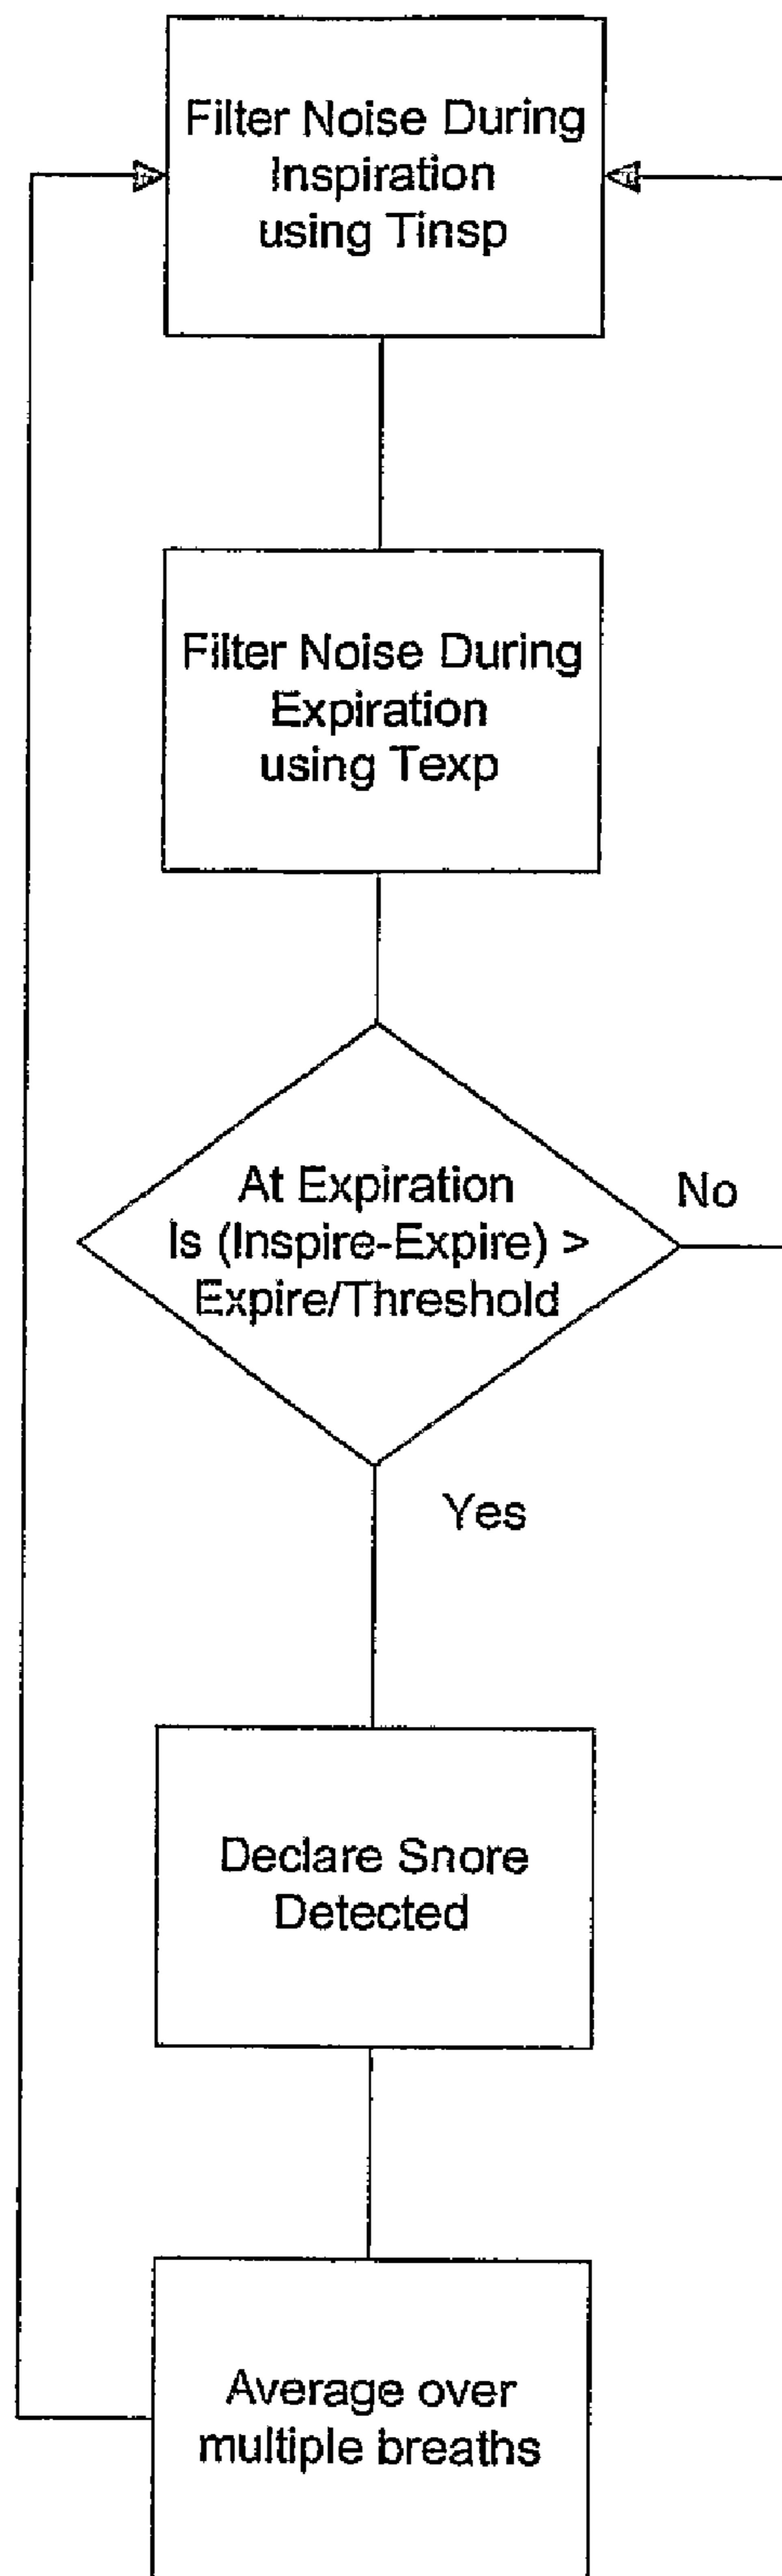 Filter Noise During
Inspiration
using Tinsp
Filter Noise During
Expiration
using Texp
At Expiration
Is (Inspire-Expire) >
Expire/Threshold
No
Yes
Declare Snore
Detected
Average over
multiple breaths